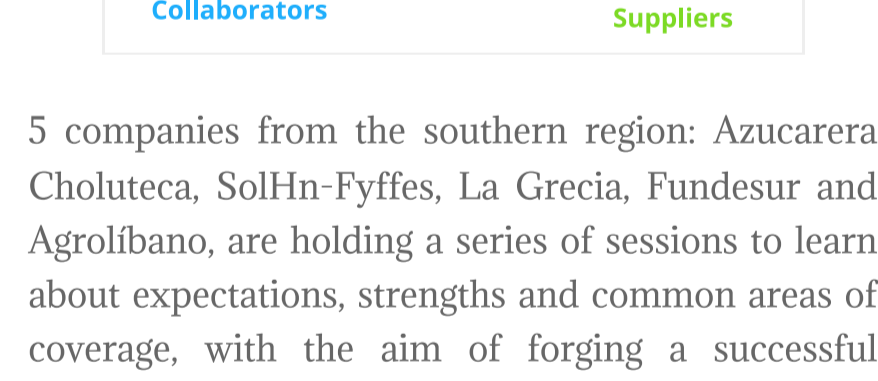 Collaborators
Suppliers
5 companies from the southern region: Azucarera
Choluteca, SolHn-Fyffes, La Grecia, Fundesur and
Agrolíbano, are holding a series of sessions to learn
about expectations, strengths and common areas of
coverage, with the aim of forging a successful